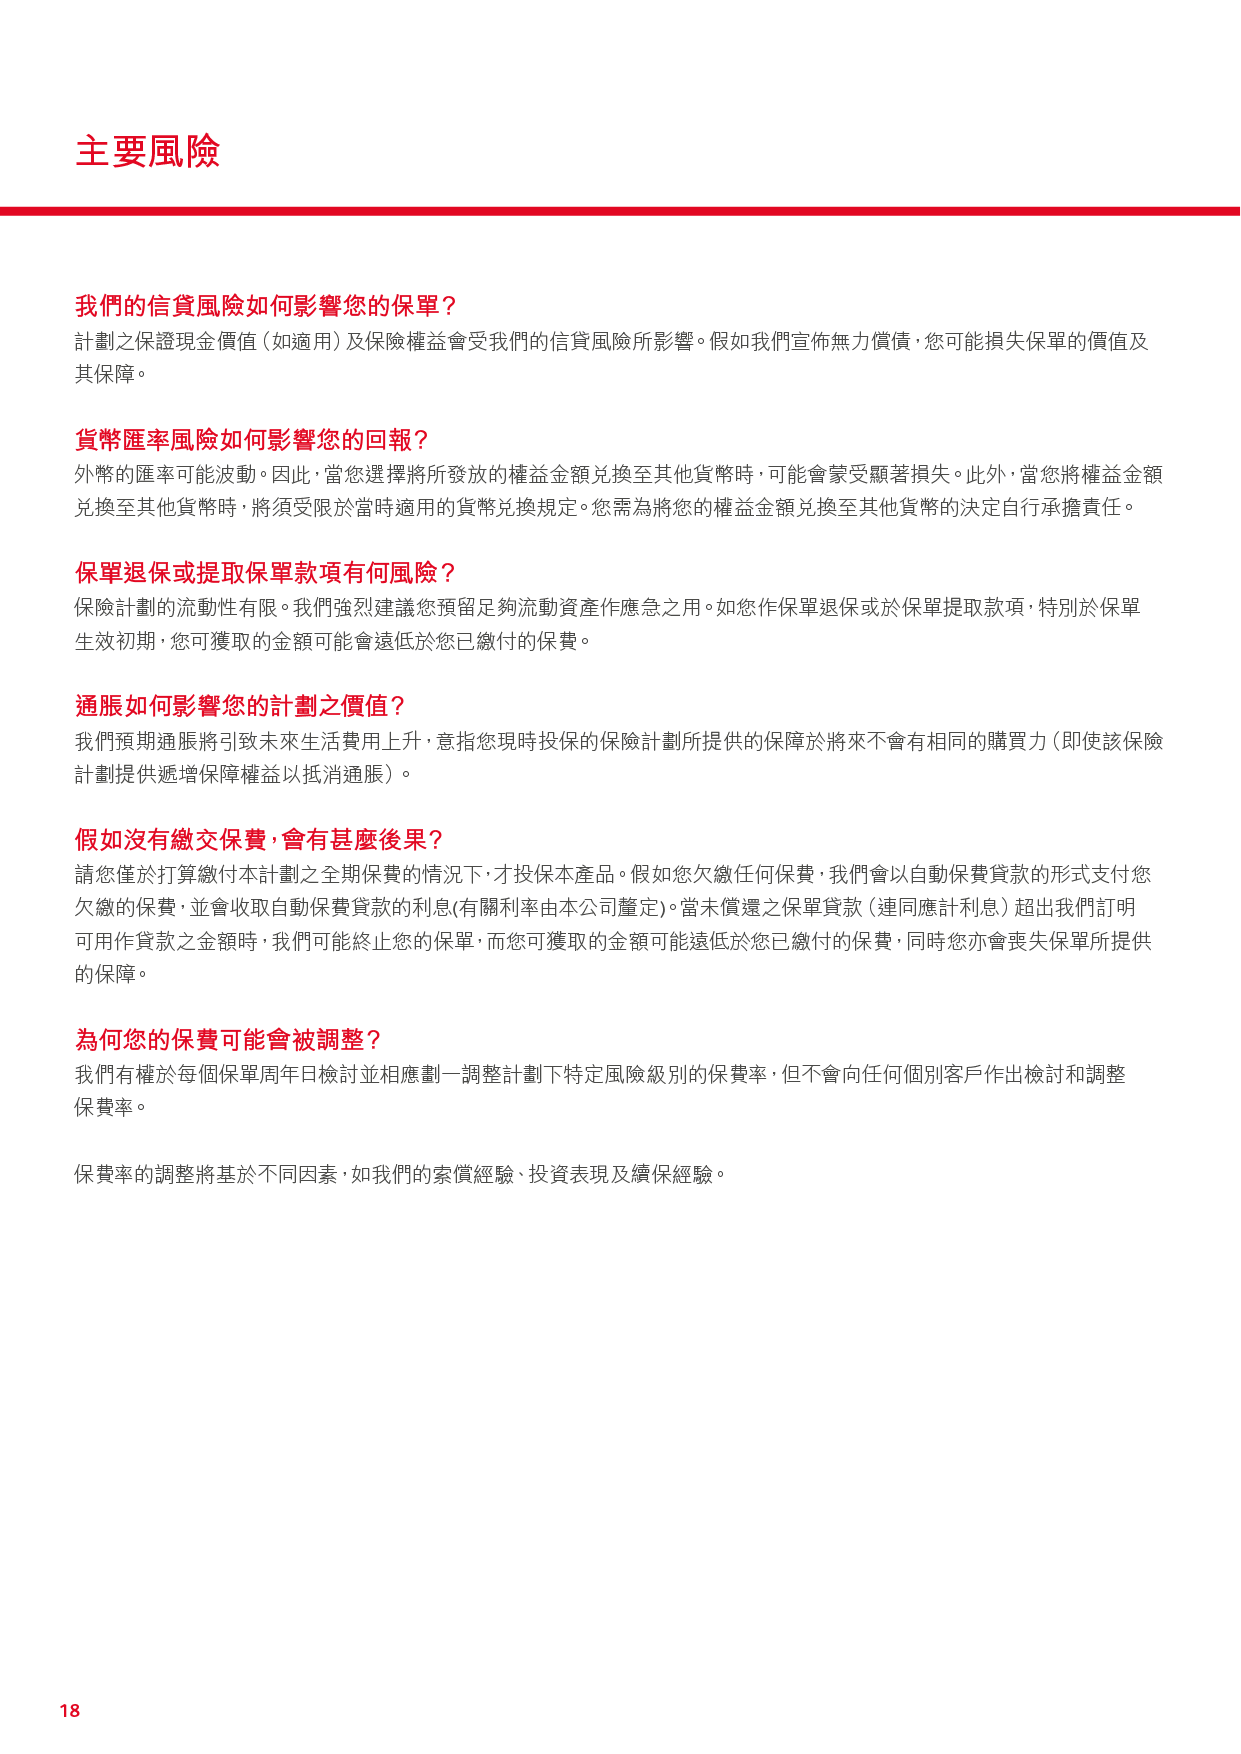 主要風險
我們的信貸風險如何影響您的保單？
計劃之保證現金價值（如適用）及保險權益會受我們的信貸風險所影響。假如我們宣佈無力償債，您可能損失保單的價值及
其保障。
貨幣匯率風險如何影響您的回報？
外幣的匯率可能波動。因此，當您選擇將所發放的權益金額兌換至其他貨幣時，可能會蒙受顯著損失。此外，當您將權益金額
兌換至其他貨幣時，將須受限於當時適用的貨幣兌換規定。您需為將您的權益金額兌換至其他貨幣的決定自行承擔責任。
保單退保或提取保單款項有何風險？
保險計劃的流動性有限。我們強烈建議您預留足夠流動資產作應急之用。如您作保單退保或於保單提取款項，特別於保單
生效初期，您可獲取的金額可能會遠低於您已繳付的保費。
通脹如何影響您的計劃之價值？
我們預期通脹將引致未來生活費用上升，意指您現時投保的保險計劃所提供的保障於將來不會有相同的購買力（即使該保險
計劃提供遞增保障權益以抵消通脹）。
假如沒有繳交保費，會有甚麼後果？
請您僅於打算繳付本計劃之全期保費的情況下，才投保本產品。假如您欠繳任何保費，我們會以自動保費貸款的形式支付您
欠繳的保費，並會收取自動保費貸款的利息(有關利率由本公司釐定)。當未償還之保單貸款（連同應計利息）超出我們訂明
可用作貸款之金額時，我們可能終止您的保單，而您可獲取的金額可能遠低於您已繳付的保費，同時您亦會喪失保單所提供
的保障。
為何您的保費可能會被調整？
我們有權於每個保單周年日檢討並相應劃一調整計劃下特定風險級別的保費率，但不會向任何個別客戶作出檢討和調整
保費率。
保費率的調整將基於不同因素，如我們的索償經驗、投資表現及續保經驗。
18